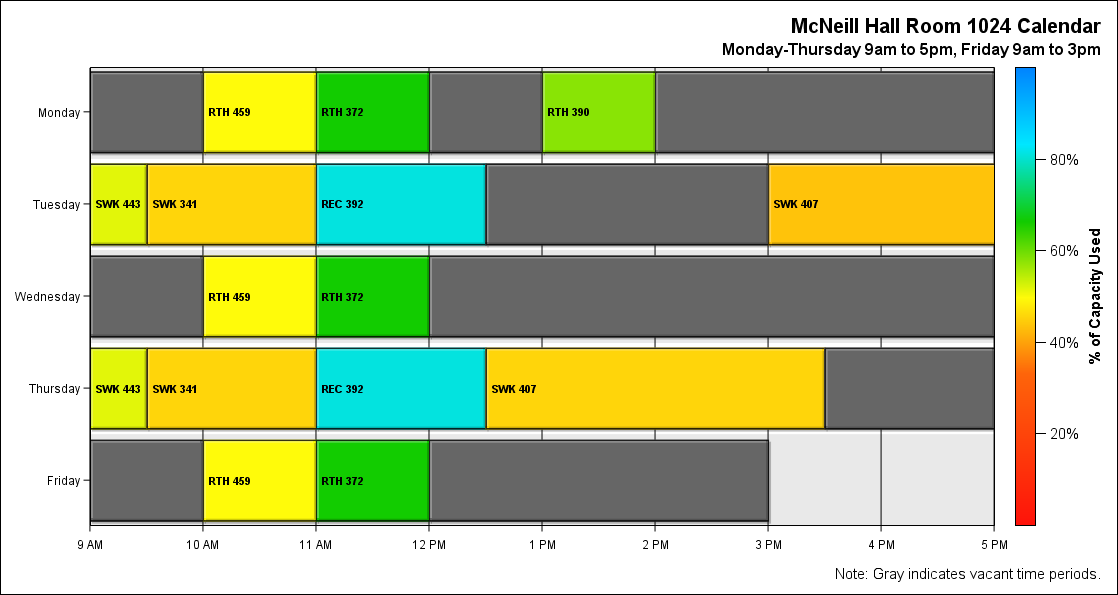 McNeill Hall Room 1024 Calendar
Monday-Thursday 9am to 5pm, Friday 9am to 3pm
Monday
RTH 459
RTH 372
RTH 390
Tuesday
SWK 443
SWK 341
REC 392
SWK 407
Wednesday
RTH 459
RTH 372
Thursday
SWK 443
SWK 341
REC 392
SWK 407
Friday
RTH 459
RTH 372
9 AM
10 AM
11 AM
12 PM
1 PM
2 PM
3 PM
4 PM
5 PM
80%
60%
40%
20%
% of Capacity Used
Note: Gray indicates vacant time periods.